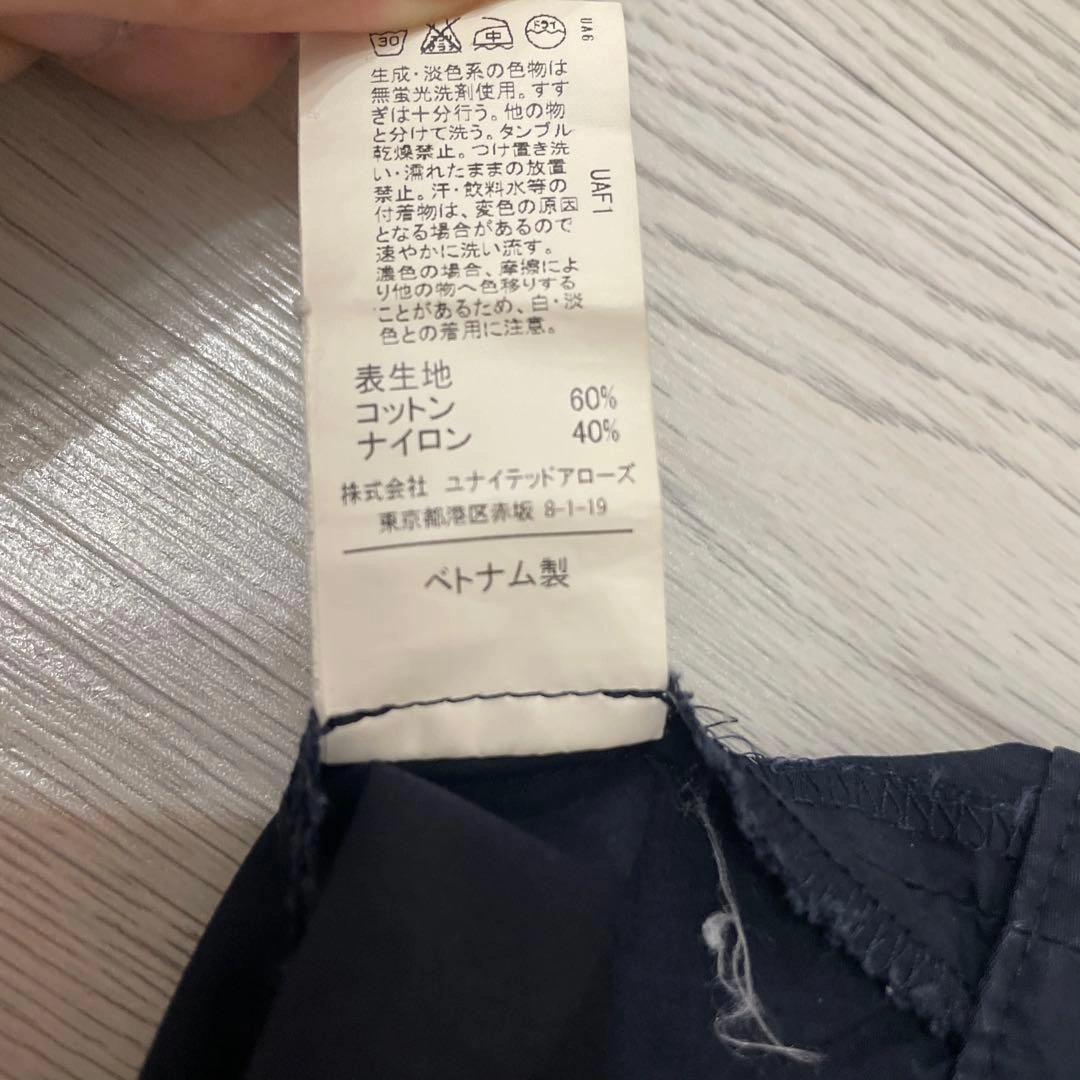 30 エンソサラシ 中 ドライ
UA6
生成・淡色系の色物は
無蛍光洗剤使用。すす
ぎは十分行う。他の物
と分けて洗う。タンブル
乾燥禁止。つけ置き洗
い・濡れたままの放置
禁止。汗・飲料水等の
付着物は、変色の原因
となる場合があるので
速やかに洗い流す。
濃色の場合、摩擦によ
り他の物へ色移りする
ことがあるため、白・淡
色との着用に注意。
UAF1
表生地
コットン 60%
ナイロン 40%
株式会社 ユナイテッドアローズ
東京都港区赤坂 8-1-19
ベトナム製